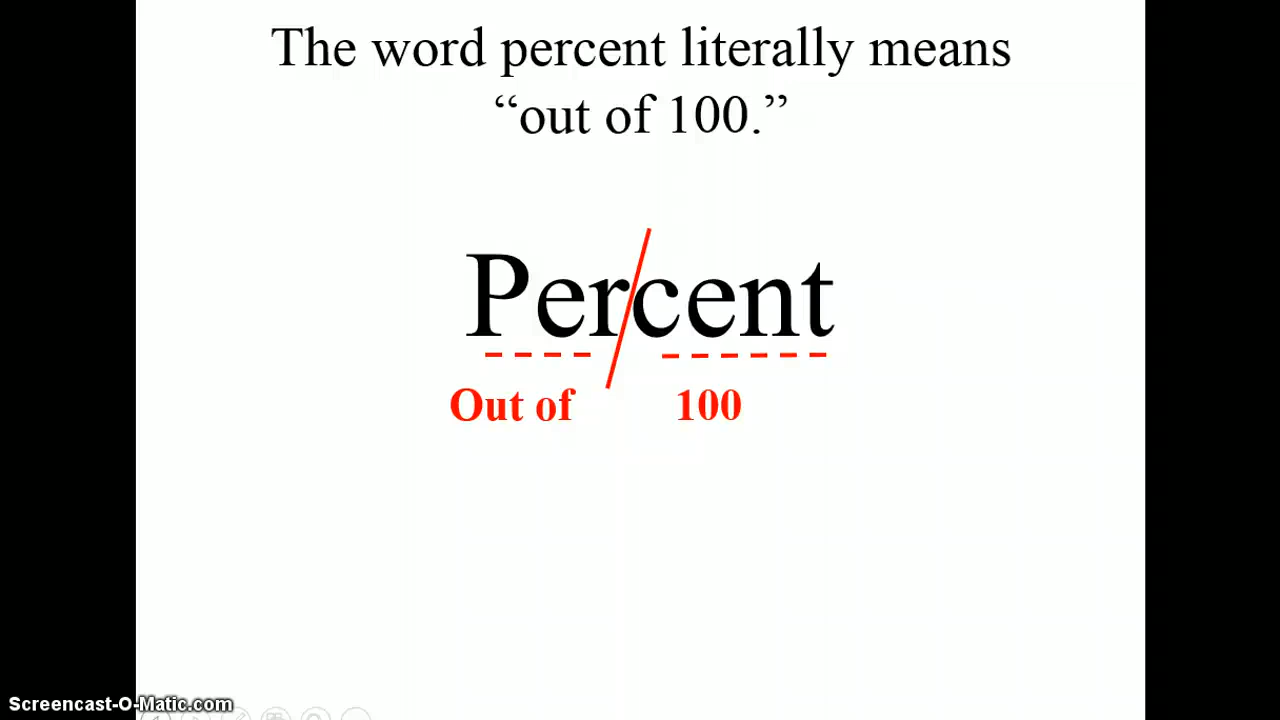 The word percent literally means
“out of 100.”
Percent
Out of 100
Screencast-O-Matic.com